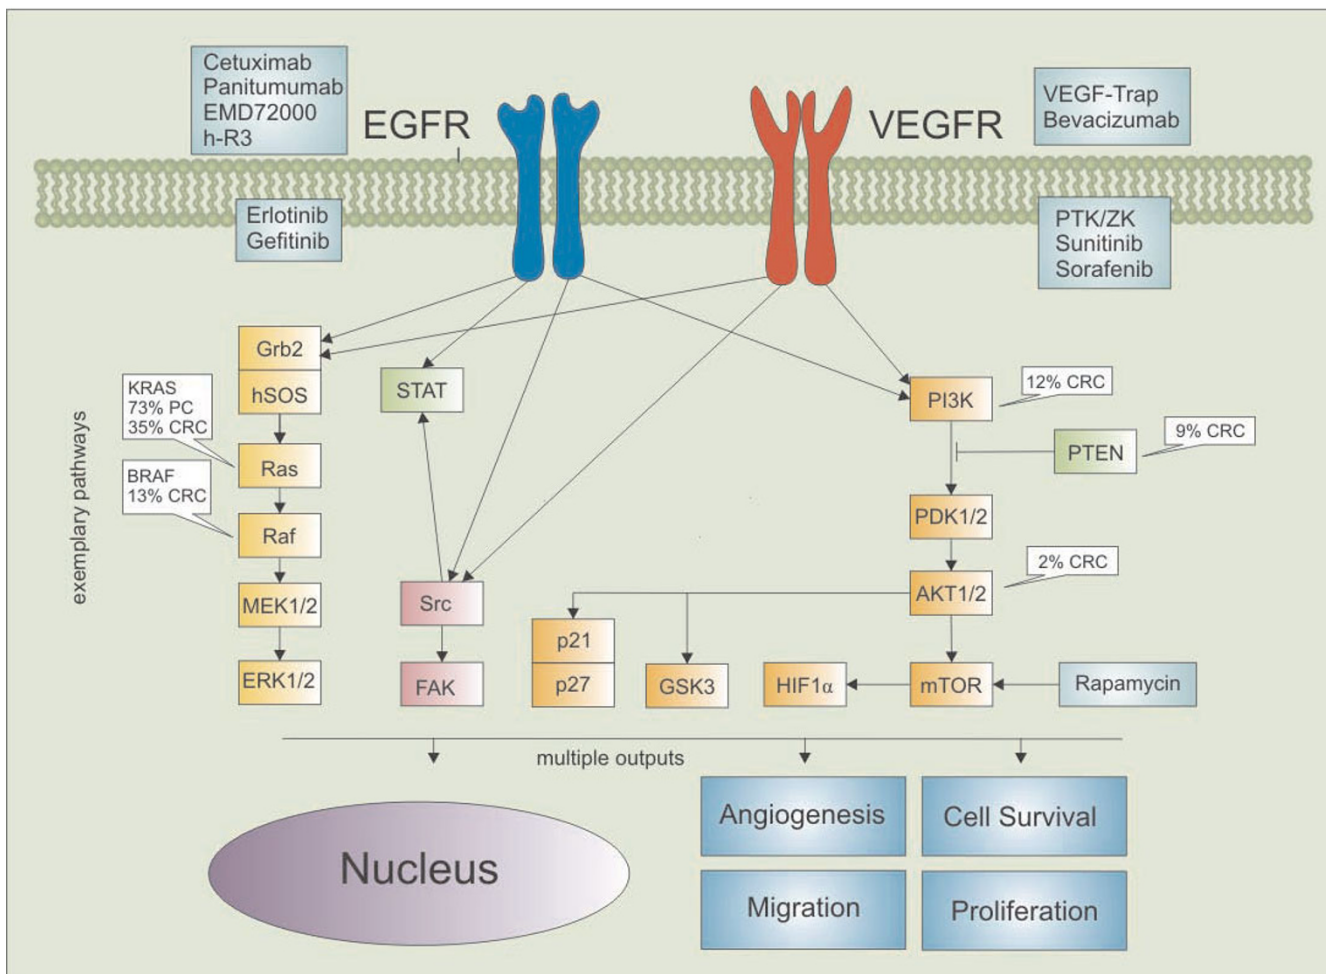 Cetuximab
Panitumumab
EMD72000
h-R3
EGFR
VEGFR
VEGF-Trap
Bevacizumab
Erlotinib
Gefitinib
PTK/ZK
Sunitinib
Sorafenib
Grb2
hSOS
STAT
KRAS
73% PC
35% CRC
PI3K
12% CRC
Ras
PTEN
9% CRC
BRAF
13% CRC
exemplary pathways
Raf
PDK1/2
2% CRC
MEK1/2
Src
AKT1/2
p21
ERK1/2
FAK
p27
GSK3
HIF1α
mTOR
Rapamycin
multiple outputs
Nucleus
Angiogenesis
Cell Survival
Migration
Proliferation